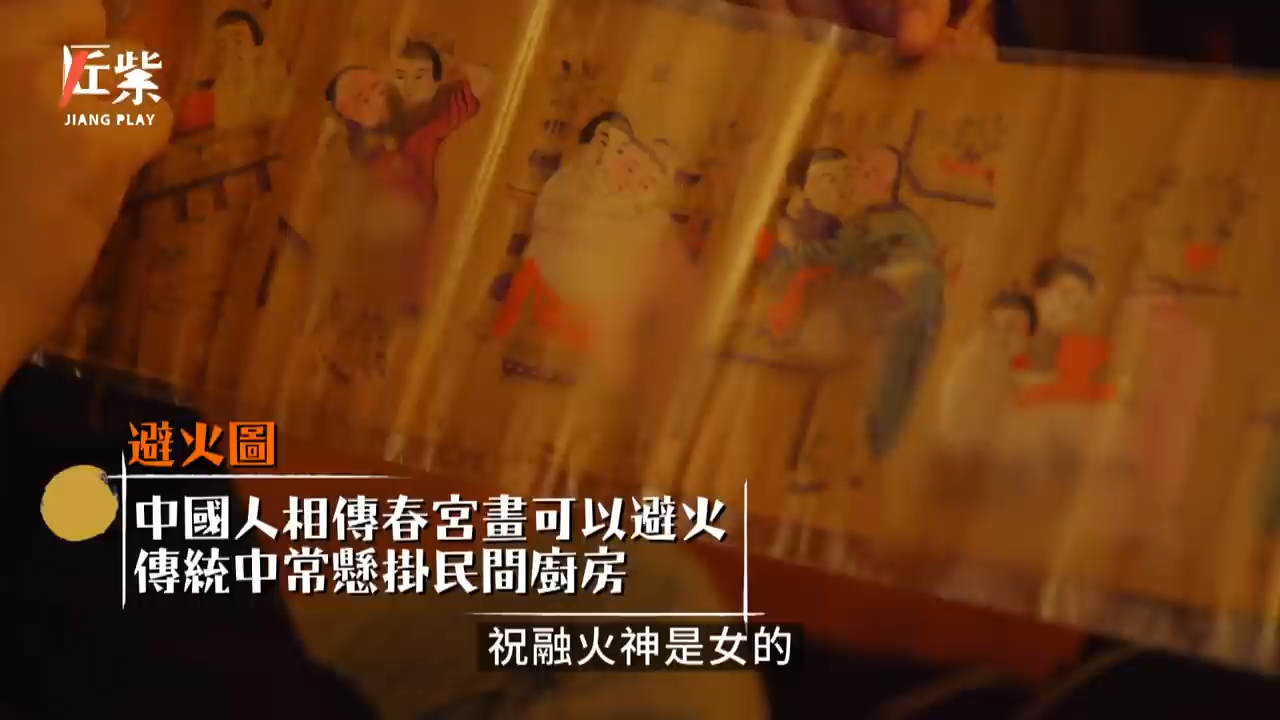 匠柴
JIANG PLAY
避火圖
中國人相傳春宮畫可以避火
傳統中常懸掛民間廚房
祝融火神是女的